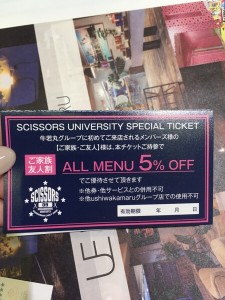 SCISSORS UNIVERSITY SPECIAL TICKET
牛若丸グループに初めてご来店されるメンバーズ様の
【ご家族・ご友人】様は、本チケットご持参で
ご家族
友人割
ALL MENU 5% OFF
でご優待させて頂きます
※他券・他サービスとの併用不可
※他ushiwakamaruグループ店での使用不可
SCISSORS
有効期限 年 月 日